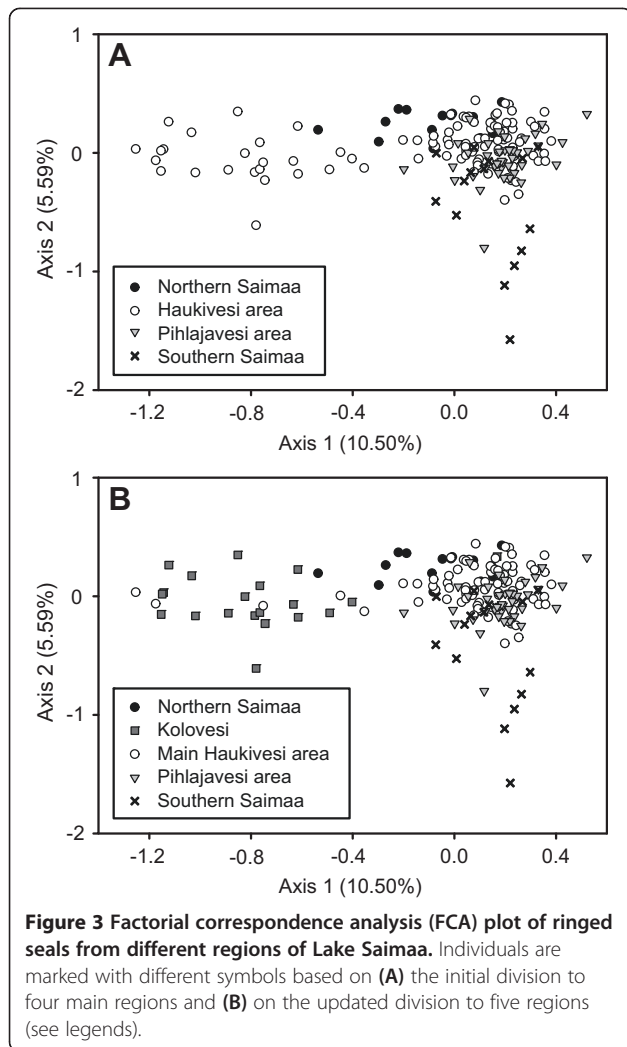 A
1
0
-1
-2
Axis 2 (5.59%)
Northern Saimaa
Haukivesi area
Pihlajavesi area
Southern Saimaa
-1.2 -0.8 -0.4 0.0 0.4
Axis 1 (10.50%)
B
1
0
-1
-2
Axis 2 (5.59%)
Northern Saimaa
Kolovesi
Main Haukivesi area
Pihlajavesi area
Southern Saimaa
-1.2 -0.8 -0.4 0.0 0.4
Axis 1 (10.50%)
Figure 3 Factorial correspondence analysis (FCA) plot of ringed
seals from different regions of Lake Saimaa. Individuals are
marked with different symbols based on (A) the initial division to
four main regions and (B) on the updated division to five regions
(see legends).